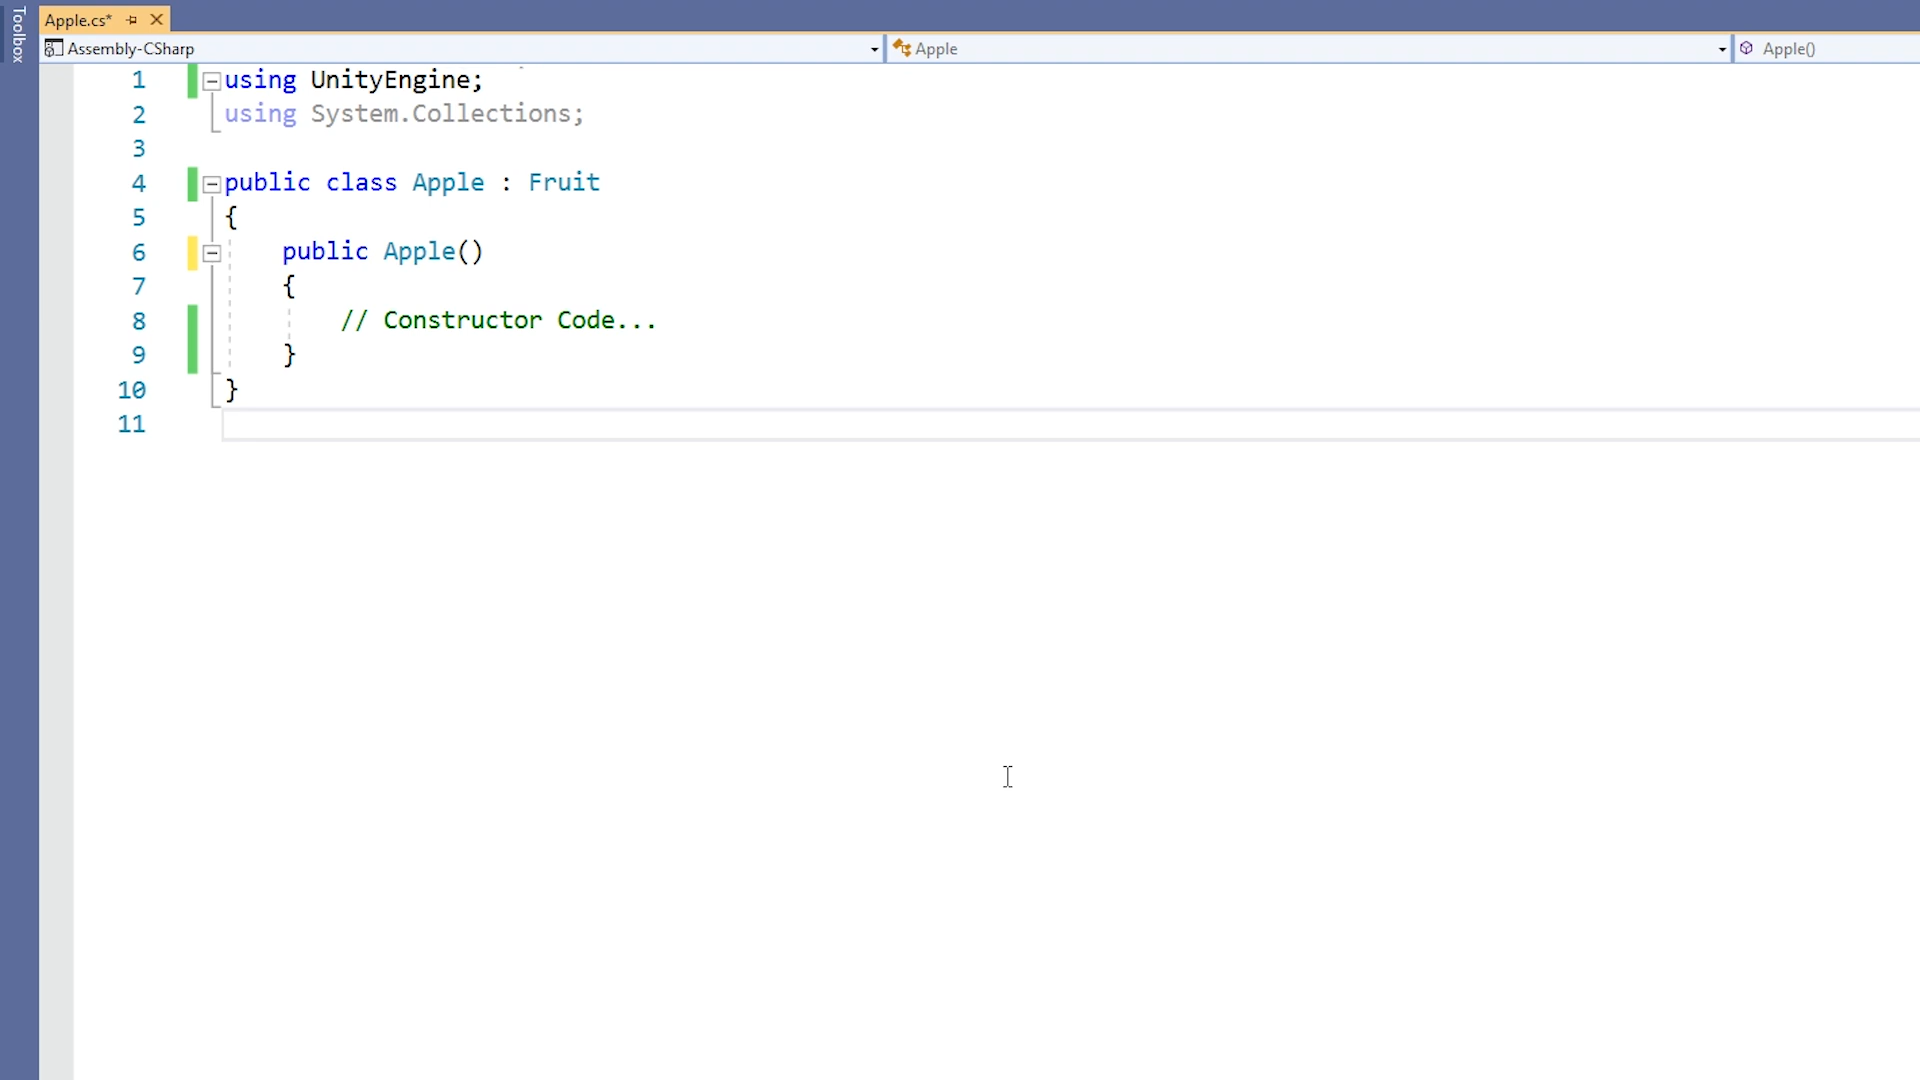 Toolbox
Apple.cs*
Assembly-CSharp
Apple
Apple()
1 using UnityEngine;
2 using System.Collections;
3
4 public class Apple : Fruit
5 {
6 public Apple()
7 {
8 // Constructor Code...
9 }
10 }
11